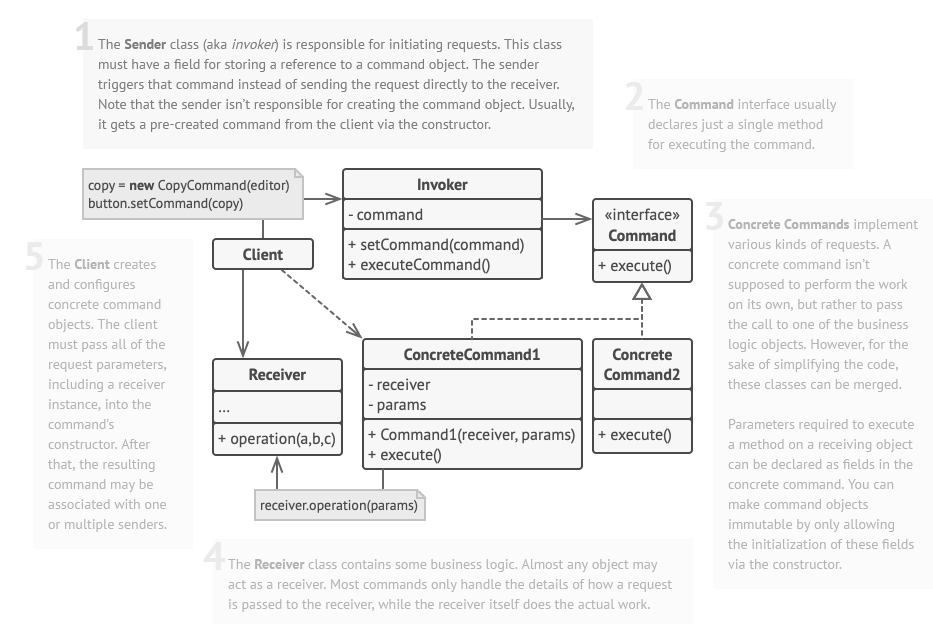 1
The Sender class (aka invoker) is responsible for initiating requests. This class
must have a field for storing a reference to a command object. The sender
triggers that command instead of sending the request directly to the receiver.
Note that the sender isn't responsible for creating the command object. Usually,
it gets a pre-created command from the client via the constructor.
2
The Command interface usually
declares just a single method
for executing the command.
copy = new CopyCommand(editor)
button.setCommand(copy)
Invoker
- command
+ setCommand(command)
+ executeCommand()
«interface»
Command
+ execute()
3
Concrete Commands implement
various kinds of requests. A
concrete command isn't
supposed to perform the work
on its own, but rather to pass
the call to one of the business
logic objects. However, for the
sake of simplifying the code,
these classes can be merged.
Parameters required to execute
a method on a receiving object
can be declared as fields in the
concrete command. You can
make command objects
immutable by only allowing
the initialization of these fields
via the constructor.
5
The Client creates
and configures
concrete command
objects. The client
must pass all of the
request parameters,
including a receiver
instance, into the
command's
constructor. After
that, the resulting
command may be
associated with one
or multiple senders.
Client
Receiver
...
+ operation(a,b,c)
ConcreteCommand1
- receiver
- params
+ Command1(receiver, params)
+ execute()
Concrete
Command2
+ execute()
receiver.operation(params)
4
The Receiver class contains some business logic. Almost any object may
act as a receiver. Most commands only handle the details of how a request
is passed to the receiver, while the receiver itself does the actual work.